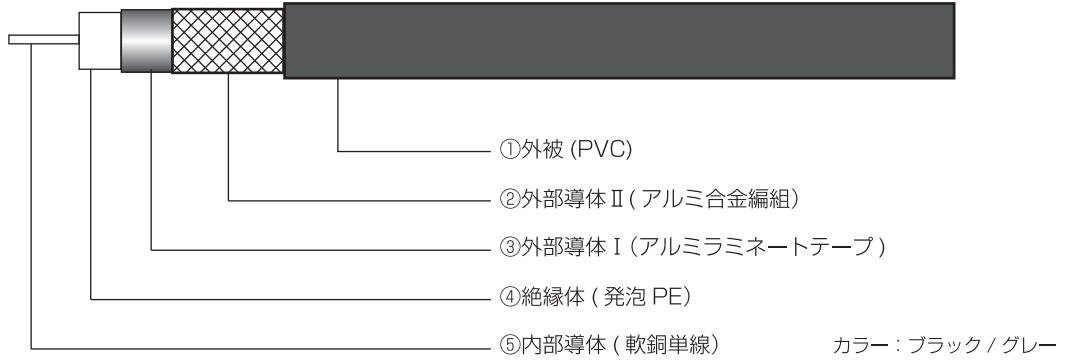 ①外被 (PVC)
②外部導体Ⅱ ( アルミ合金編組)
③外部導体Ⅰ (アルミラミネートテープ )
④絶縁体 ( 発泡 PE)
⑤内部導体 ( 軟銅単線)
カラー：ブラック / グレー